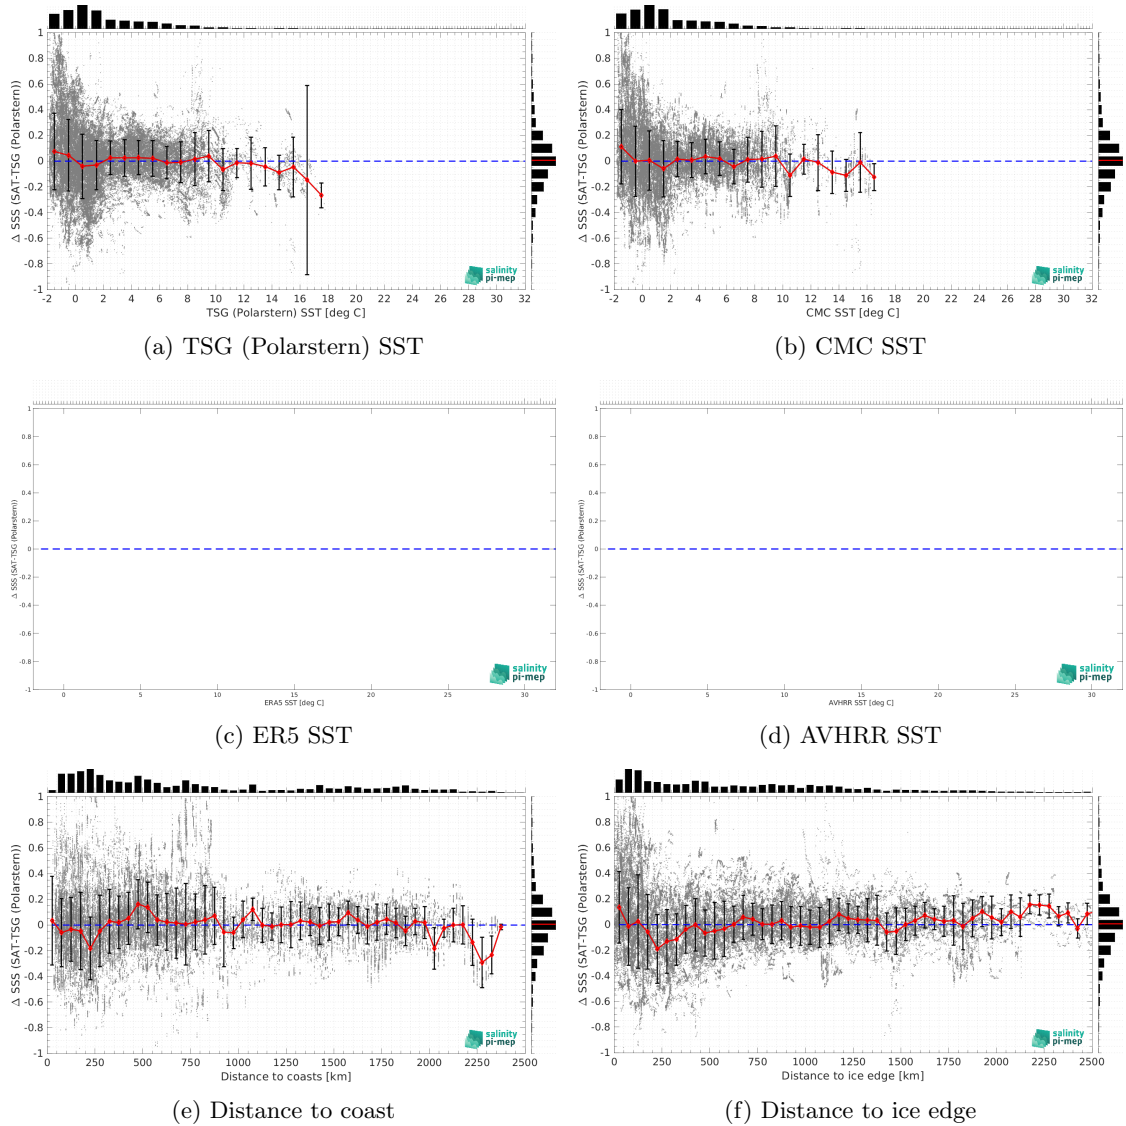 1
0.8
0.6
0.4
0.2
0
-0.2
-0.4
-0.6
-0.8
-1
Δ SSS (SAT-TSG (Polarstern))
-2 0 2 4 6 8 10 12 14 16 18 20 22 24 26 28 30 32
TSG (Polarstern) SST [deg C]
salinity
pi-mep
(a) TSG (Polarstern) SST
1
0.8
0.6
0.4
0.2
0
-0.2
-0.4
-0.6
-0.8
-1
Δ SSS (SAT-TSG (Polarstern))
-2 0 2 4 6 8 10 12 14 16 18 20 22 24 26 28 30 32
CMC SST [deg C]
salinity
pi-mep
(b) CMC SST
1
0.8
0.6
0.4
0.2
0
-0.2
-0.4
-0.6
-0.8
-1
Δ SSS (SAT-TSG (Polarstern))
0 5 10 15 20 25 30
ERA5 SST [deg C]
salinity
pi-mep
(c) ER5 SST
1
0.8
0.6
0.4
0.2
0
-0.2
-0.4
-0.6
-0.8
-1
Δ SSS (SAT-TSG (Polarstern))
0 5 10 15 20 25 30
AVHRR SST [deg C]
salinity
pi-mep
(d) AVHRR SST
1
0.8
0.6
0.4
0.2
0
-0.2
-0.4
-0.6
-0.8
-1
Δ SSS (SAT-TSG (Polarstern))
0 250 500 750 1000 1250 1500 1750 2000 2250 2500
Distance to coasts [km]
salinity
pi-mep
(e) Distance to coast
1
0.8
0.6
0.4
0.2
0
-0.2
-0.4
-0.6
-0.8
-1
Δ SSS (SAT-TSG (Polarstern))
0 250 500 750 1000 1250 1500 1750 2000 2250 2500
Distance to ice edge [km]
salinity
pi-mep
(f) Distance to ice edge